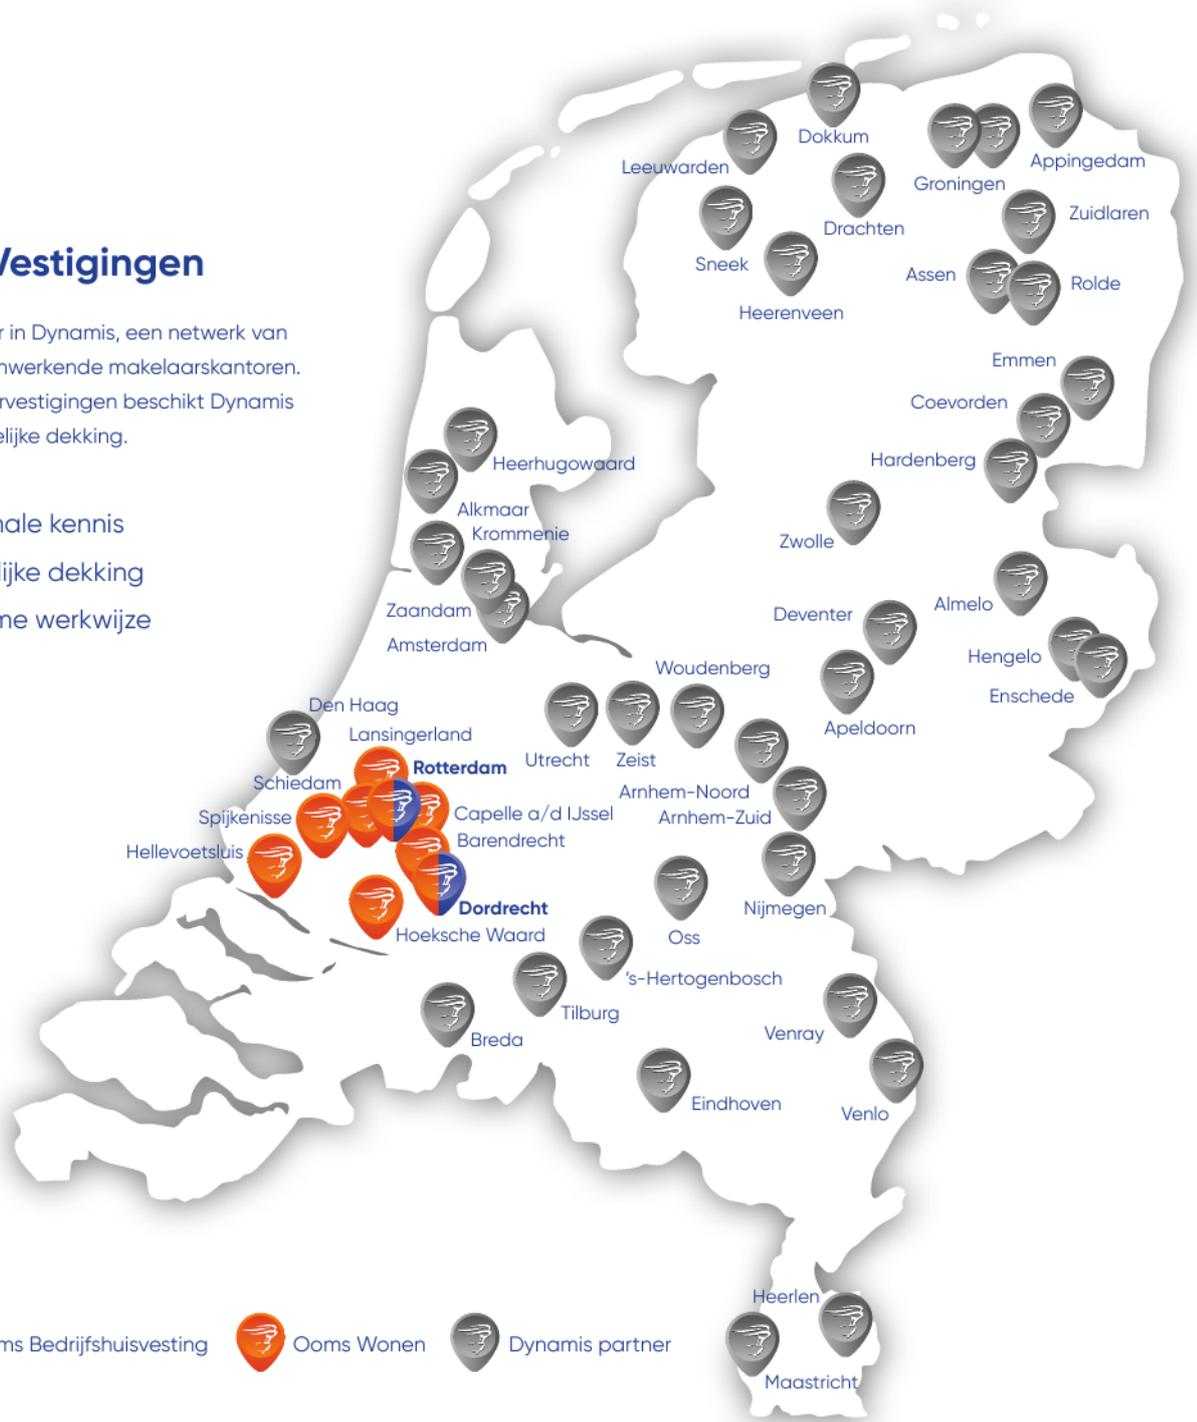 Vestigingen
r in Dynamis, een netwerk van
nwerkende makelaarskantoren.
rvestigingen beschikt Dynamis
elijke dekking.
nale kennis
lijke dekking
me werkwijze
Dokkum
Leeuwarden
Appingedam
Groningen
Zuidlaren
Drachten
Sneek
Assen
Rolde
Heerenveen
Emmen
Coevorden
Hardenberg
Heerhugowaard
Alkmaar
Krommenie
Zwolle
Almelo
Zaandam
Deventer
Amsterdam
Hengelo
Woudenberg
Enschede
Den Haag
Apeldoorn
Lansingerland
Utrecht
Zeist
Rotterdam
Schiedam
Arnhem-Noord
Spijkenisse
Capelle a/d IJssel
Arnhem-Zuid
Barendrecht
Hellevoetsluis
Dordrecht
Nijmegen
Hoeksche Waard
Oss
's-Hertogenbosch
Tilburg
Venray
Breda
Eindhoven
Venlo
Heerlen
ms Bedrijfshuisvesting
Ooms Wonen
Dynamis partner
Maastricht